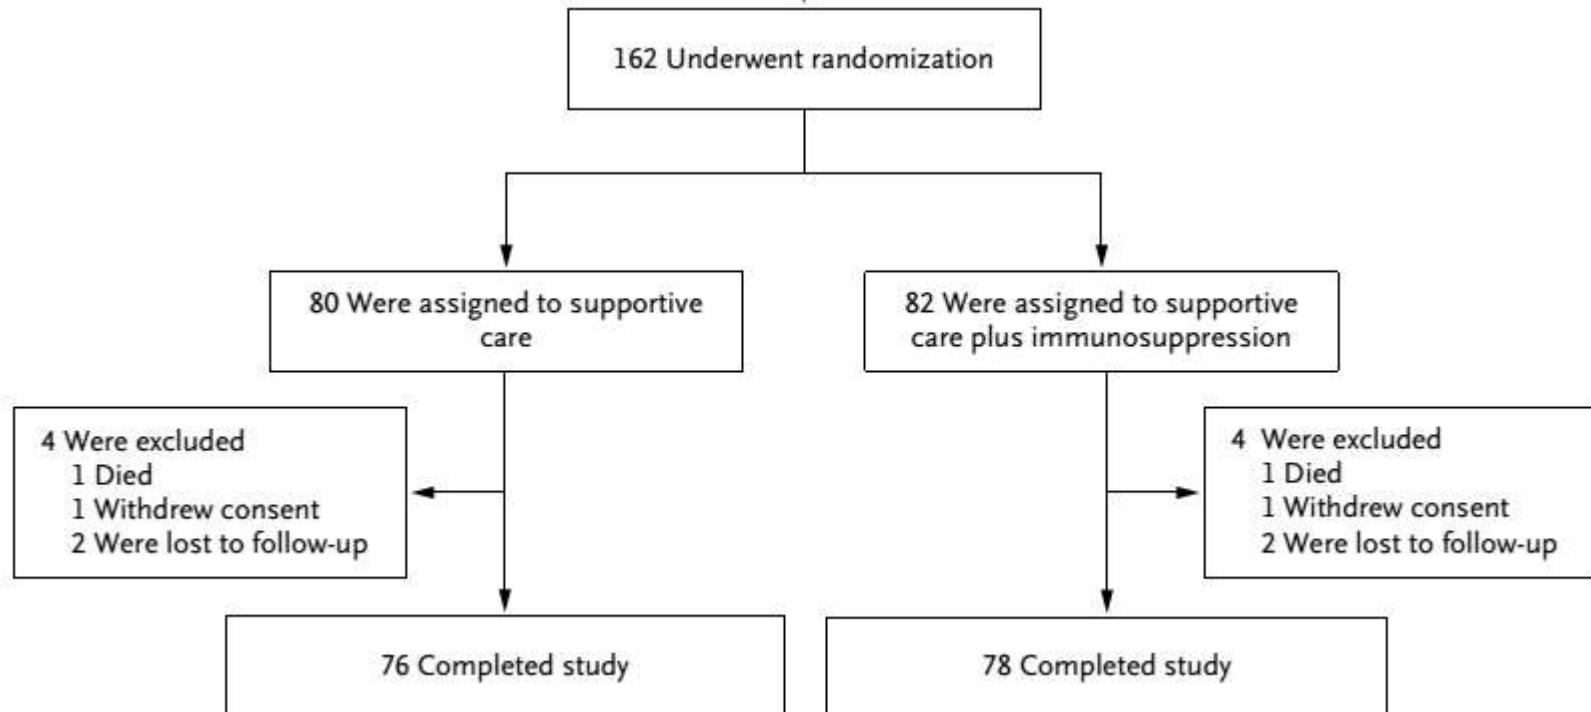 162 Underwent randomization
80 Were assigned to supportive
care
82 Were assigned to supportive
care plus immunosuppression
4 Were excluded
1 Died
1 Withdrew consent
2 Were lost to follow-up
4 Were excluded
1 Died
1 Withdrew consent
2 Were lost to follow-up
76 Completed study
78 Completed study